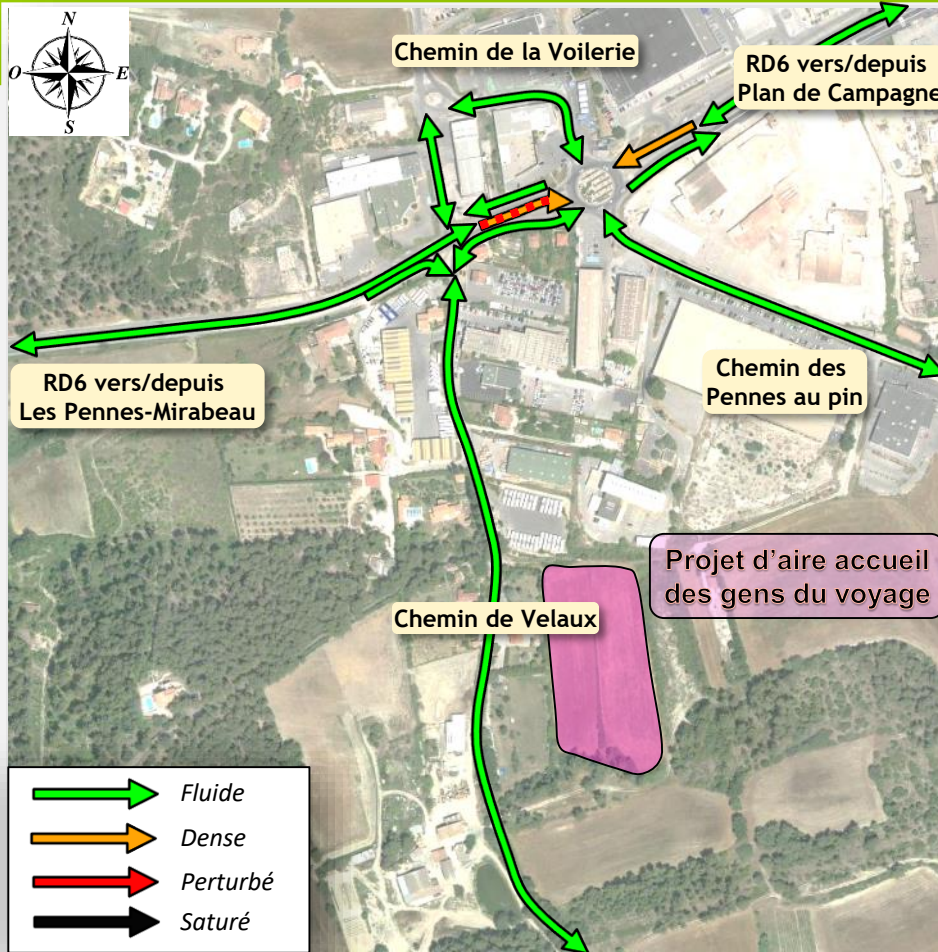 N
O
E
S
Chemin de la Voilerie
RD6 vers/depuis
Plan de Campagne
RD6 vers/depuis
Les Pennes-Mirabeau
Chemin des
Pennes au pin
Projet d'aire accueil
des gens du voyage
Chemin de Velaux
Fluide
Dense
Perturbé
Saturé